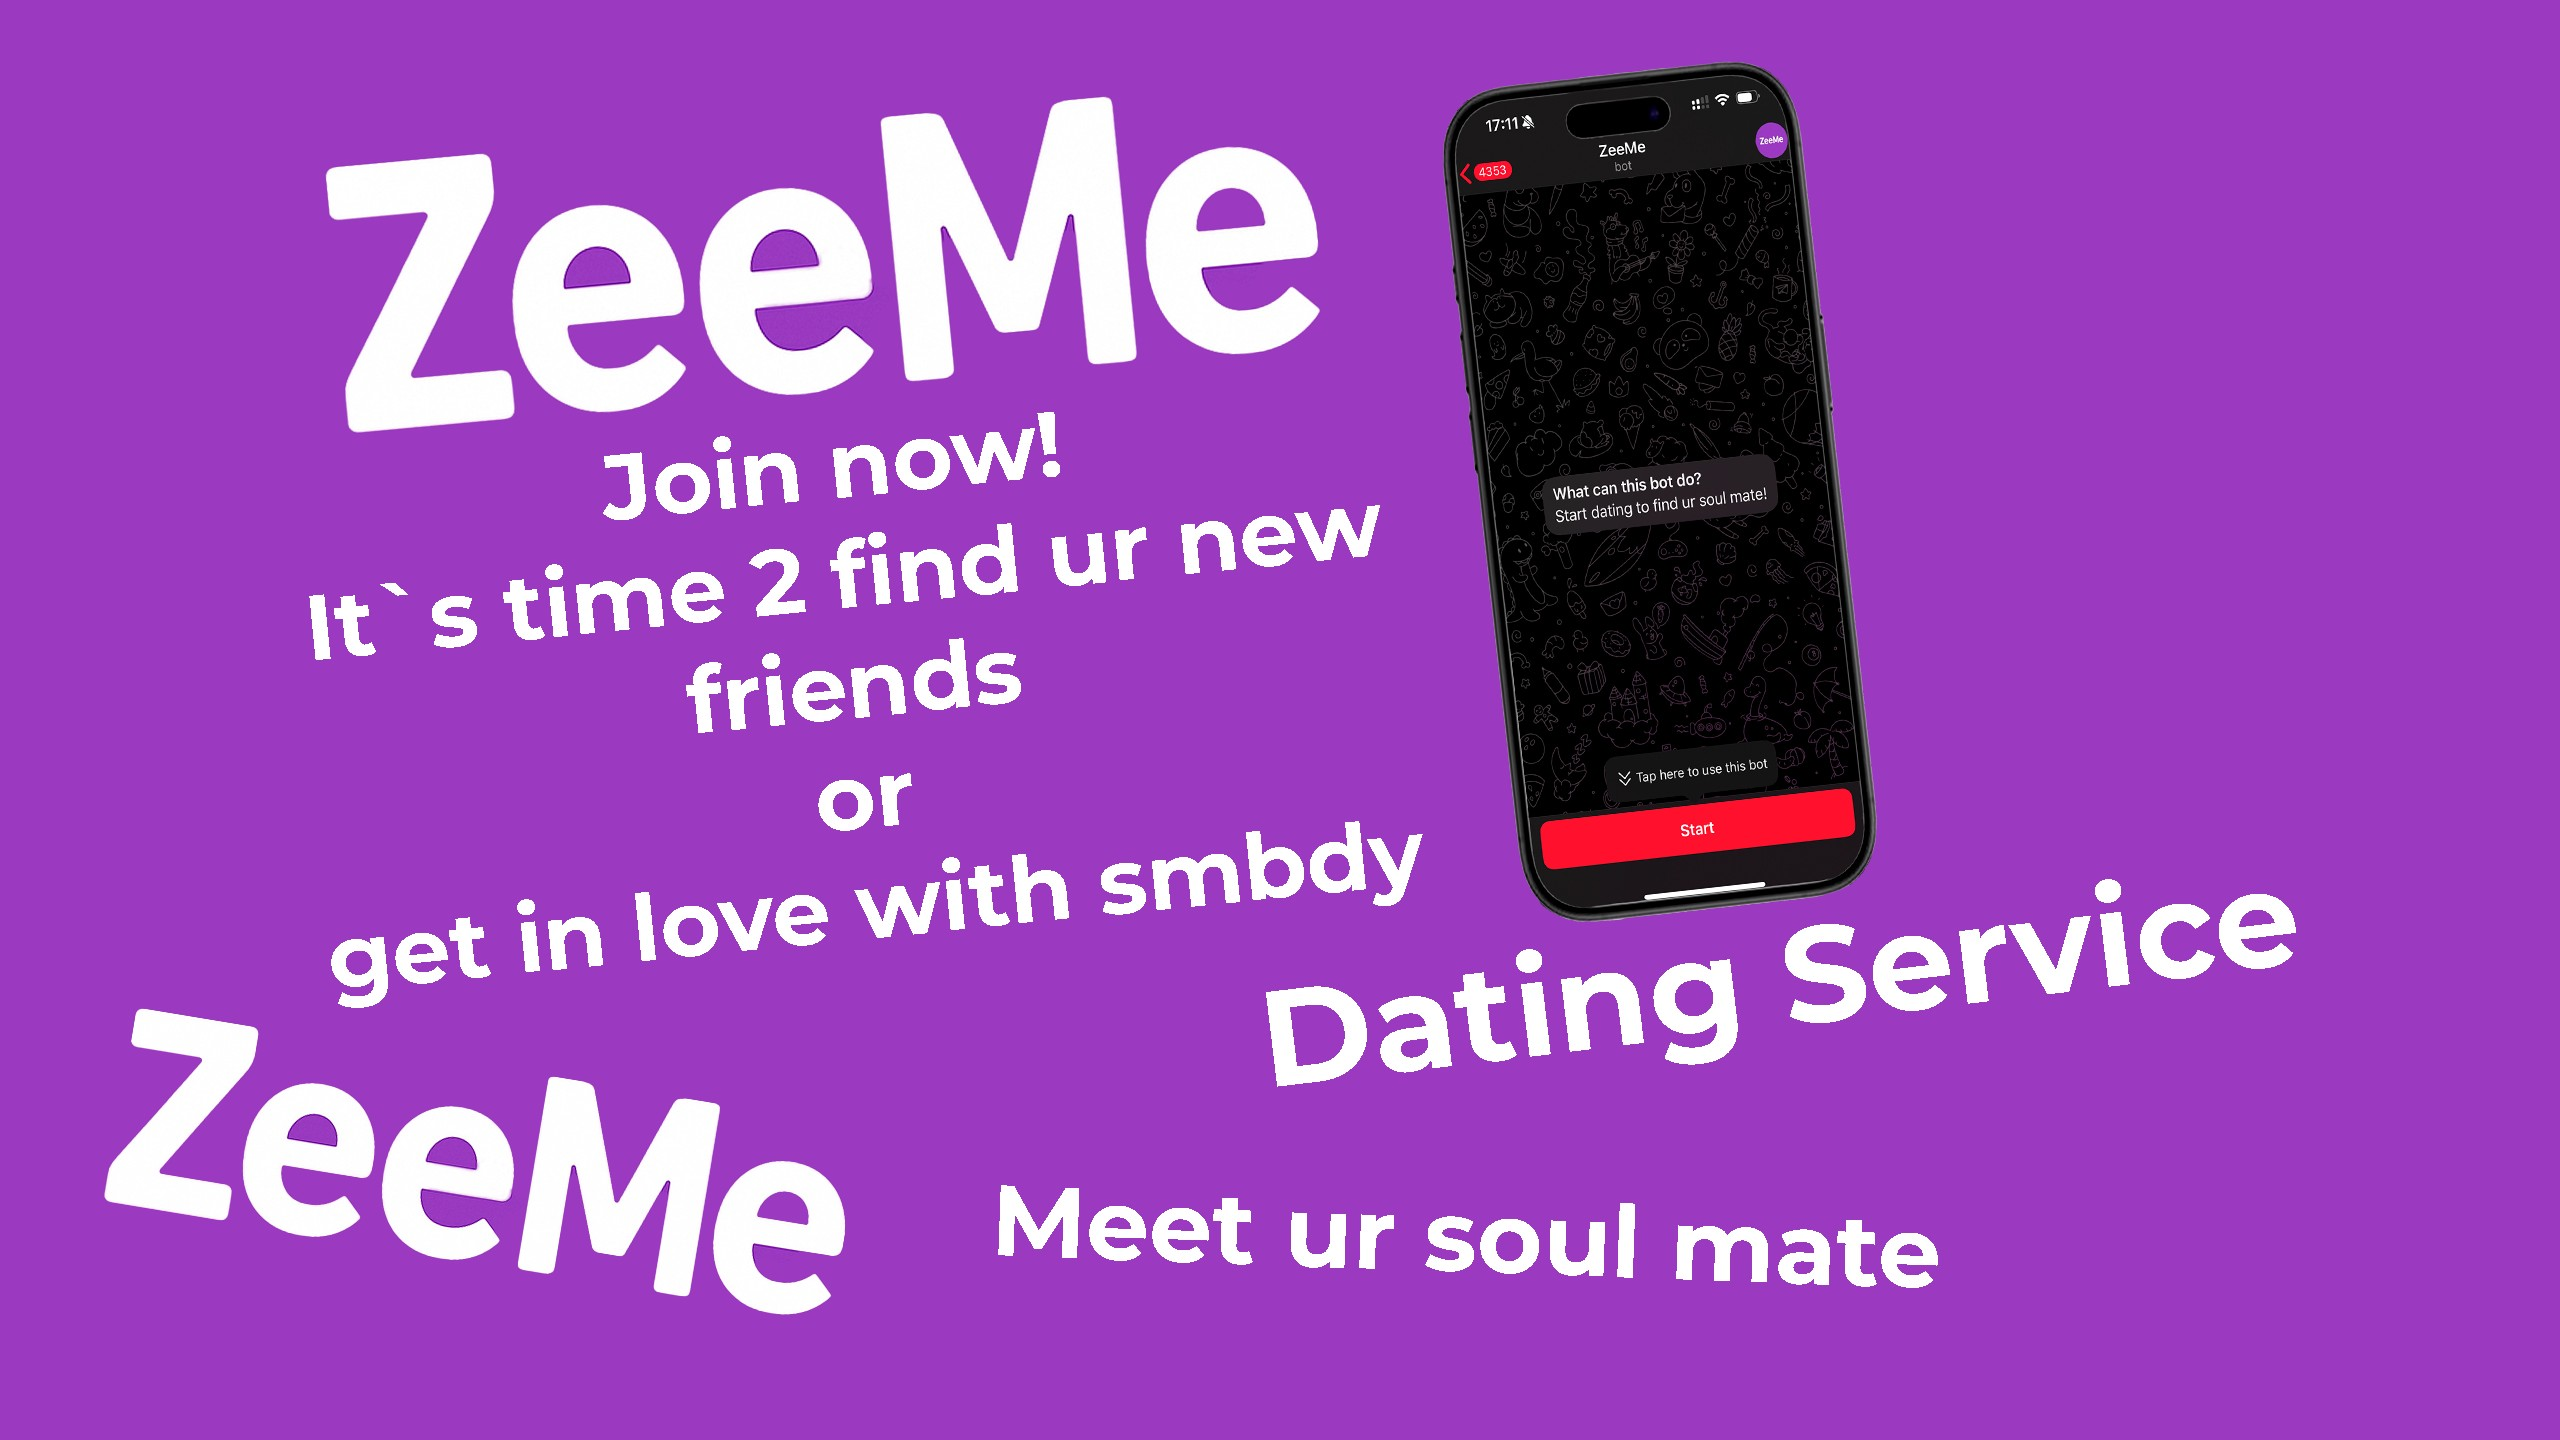 ZeeMe
Join now!
It`s time 2 find ur new
friends
or
get in love with smbdy
17:11
4353
ZeeMe
bot
ZeeMe
What can this bot do?
Start dating to find ur soul mate!
Tap here to use this bot
Start
Dating Service
ZeeMe
Meet ur soul mate